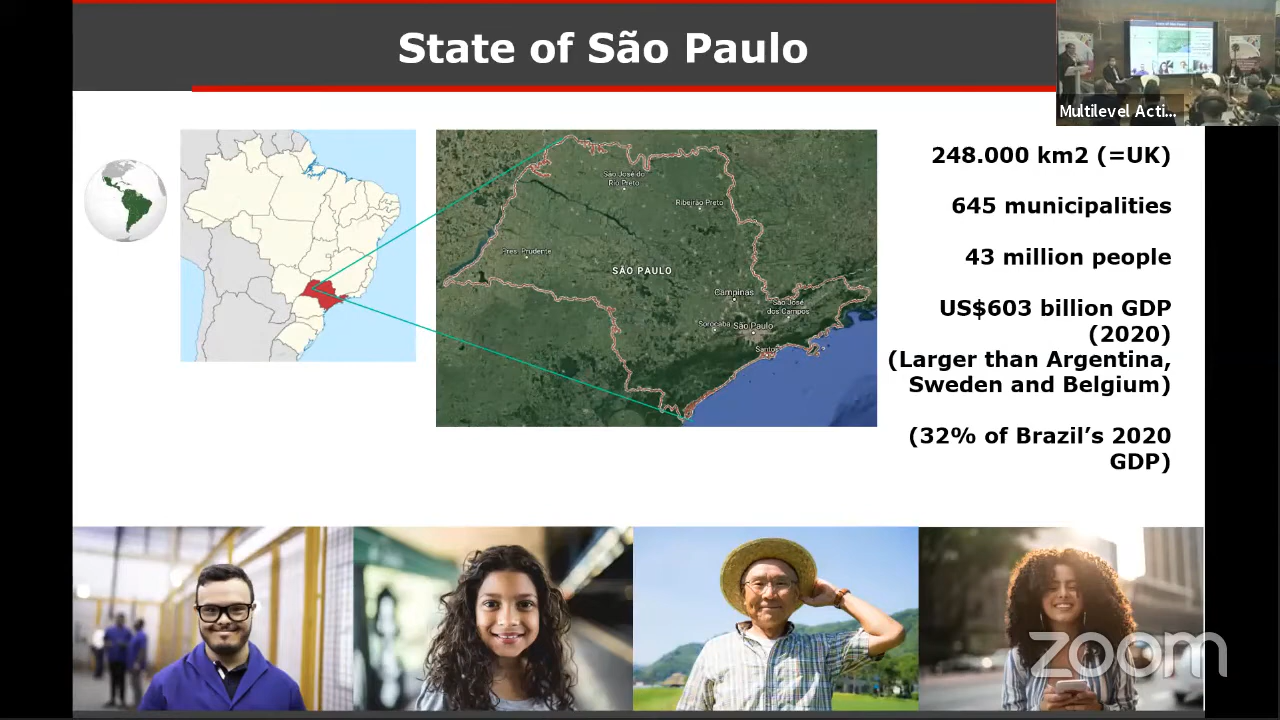 State of São Paulo
Multilevel Acti...
São José do
Rio Preto
Ribeirão Preto
Pres. Prudente
SÃO PAULO
Campinas
São José
dos Campos
Sorocaba
São Paulo
Santos
248.000 km2 (=UK)
645 municipalities
43 million people
US$603 billion GDP
(2020)
(Larger than Argentina,
Sweden and Belgium)
(32% of Brazil’s 2020
GDP)
zoom